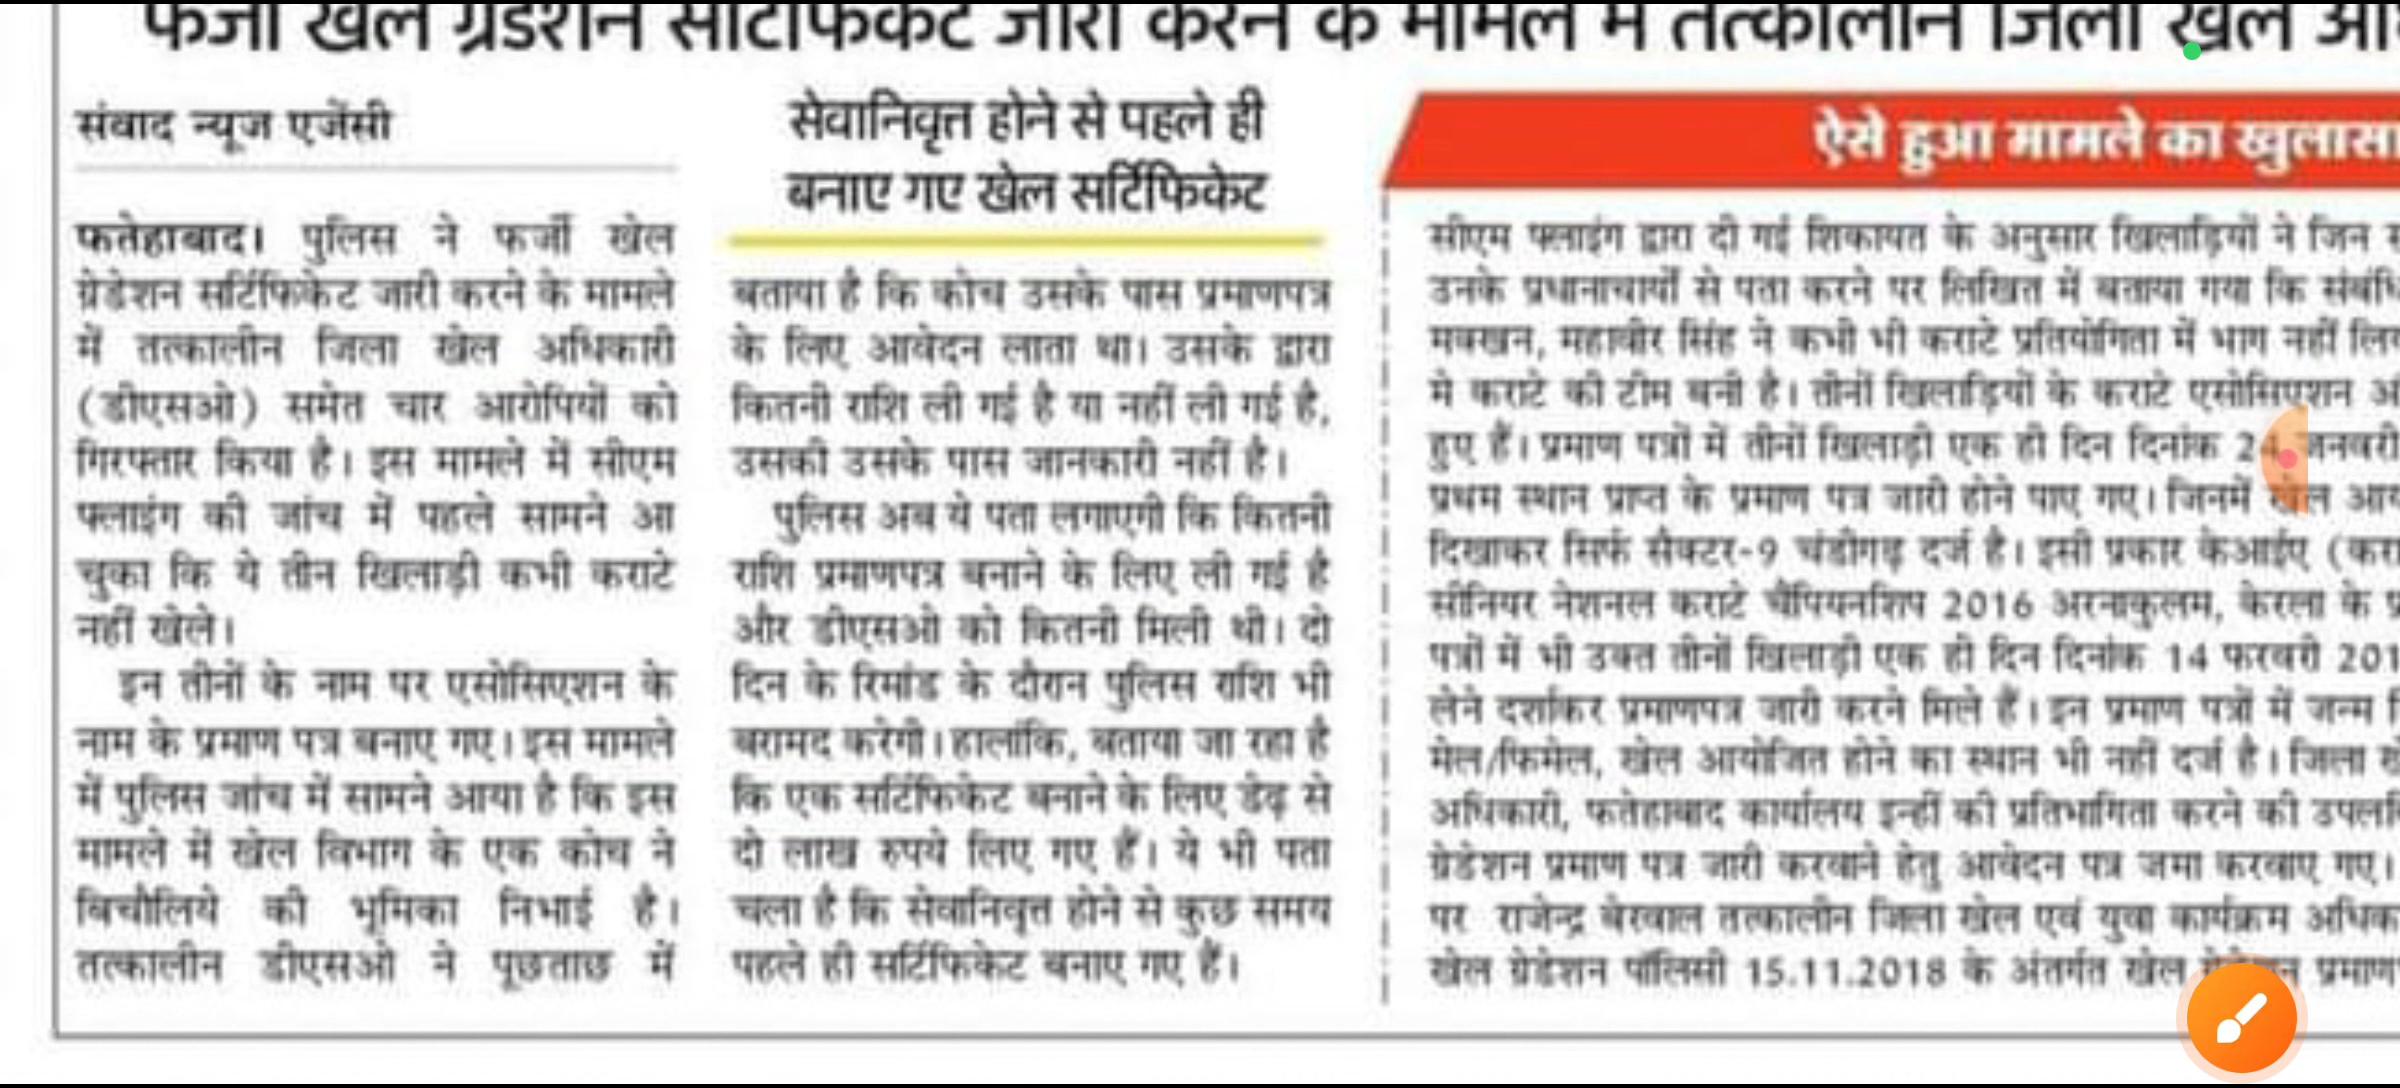 फर्जी खेल ग्रेडेशन सर्टिफिकेट जारी करने के मामले में तत्कालीन जिला खेल
संवाद न्यूज एजेंसी
फतेहाबाद। पुलिस ने फर्जी खेल
ग्रेडेशन सर्टिफिकेट जारी करने के मामले
में तत्कालीन जिला खेल अधिकारी
(डीएसओ) समेत चार आरोपियों को
गिरफ्तार किया है। इस मामले में सीएम
फ्लाइंग की जांच में पहले सामने आ
चुका कि ये तीन खिलाड़ी कभी कराटे
नहीं खेले।
इन तीनों के नाम पर एसोसिएशन के
नाम के प्रमाण पत्र बनाए गए। इस मामले
में पुलिस जांच में सामने आया है कि इस
मामले में खेल विभाग के एक कोच ने
बिचौलिये की भूमिका निभाई है।
तत्कालीन डीएसओ ने पूछताछ में
सेवानिवृत्त होने से पहले ही
बनाए गए खेल सर्टिफिकेट
बताया है कि कोच उसके पास प्रमाणपत्र
के लिए आवेदन लाता था। उसके द्वारा
कितनी राशि ली गई है या नहीं ली गई है,
उसकी उसके पास जानकारी नहीं है।
पुलिस अब ये पता लगाएगी कि कितनी
राशि प्रमाणपत्र बनाने के लिए ली गई है
और डीएसओ को कितनी मिली थी। दो
दिन के रिमांड के दौरान पुलिस राशि भी
बरामद करेगी। हालांकि, बताया जा रहा है
कि एक सर्टिफिकेट बनाने के लिए डेढ़ से
दो लाख रुपये लिए गए हैं। ये भी पता
चला है कि सेवानिवृत्त होने से कुछ समय
पहले ही सर्टिफिकेट बनाए गए हैं।
ऐसे हुआ मामले का खुलासा
सीएम फ्लाइंग द्वारा दी गई शिकायत के अनुसार खिलाड़ियों ने जिन
उनके प्रधानाचार्यों से पता करने पर लिखित में बताया गया कि
मक्खन, महावीर सिंह ने कभी भी कराटे प्रतियोगिता में भाग नहीं
मे कराटे की टीम बनी है। तीनों खिलाड़ियों के कराटे एसोसिएशन
हुए हैं। प्रमाण पत्रों में तीनों खिलाड़ी एक ही दिन दिनांक 24 जनवरी
प्रथम स्थान प्राप्त के प्रमाण पत्र जारी होने पाए गए। जिनमें खेल
दिखाकर सिर्फ सैक्टर-9 चंडीगढ़ दर्ज है। इसी प्रकार केआईए
सीनियर नेशनल कराटे चैंपियनशिप 2016 अरनाकुलम, केरला के
पत्रों में भी उक्त तीनों खिलाड़ी एक ही दिन दिनांक 14 फरवरी 201
लेने दर्शाकर प्रमाणपत्र जारी करने मिले हैं। इन प्रमाण पत्रों में जन्म
मेल/फिमेल, खेल आयोजित होने का स्थान भी नहीं दर्ज है। जिला
अधिकारी, फतेहाबाद कार्यालय इन्हीं की प्रतिभागिता करने की
ग्रेडेशन प्रमाण पत्र जारी करवाने हेतु आवेदन पत्र जमा करवाए गए।
पर राजेन्द्र बेरवाल तत्कालीन जिला खेल एवं युवा कार्यक्रम
खेल ग्रेडेशन पॉलिसी 15.11.2018 के अंतर्गत खेल ग्रेडेशन प्रमाण